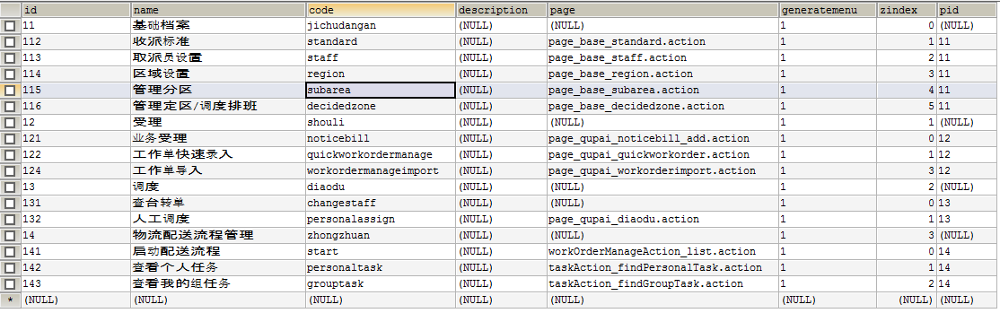 id name code description page generatemenu zindex pid
11 基础档案 jichudangan (NULL) (NULL) 1 0 (NULL)
112 收派标准 standard (NULL) page_base_standard.action 1 1 11
113 取派员设置 staff (NULL) page_base_staff.action 1 2 11
114 区域设置 region (NULL) page_base_region.action 1 3 11
115 管理分区 subarea (NULL) page_base_subarea.action 1 4 11
116 管理定区/调度排班 decidedzone (NULL) page_base_decidedzone.action 1 5 11
12 受理 shouli (NULL) (NULL) 1 1 (NULL)
121 业务受理 noticebill (NULL) page_qupai_noticebill_add.action 1 0 12
122 工作单快速录入 quickworkordermanage (NULL) page_qupai_quickworkorder.action 1 1 12
124 工作单导入 workordermanageimport (NULL) page_qupai_workorderimport.action 1 3 12
13 调度 diaodu (NULL) (NULL) 1 2 (NULL)
131 查台转单 changestaff (NULL) (NULL) 1 0 13
132 人工调度 personalassign (NULL) page_qupai_diaodu.action 1 1 13
14 物流配送流程管理 zhongzhuan (NULL) (NULL) 1 3 (NULL)
141 启动配送流程 start (NULL) workOrderManageAction_list.action 1 0 14
142 查看个人任务 personaltask (NULL) taskAction_findPersonalTask.action 1 1 14
143 查看我的组任务 grouptask (NULL) taskAction_findGroupTask.action 1 2 14
* (NULL) (NULL) (NULL) (NULL) (NULL) (NULL) (NULL) (NULL)